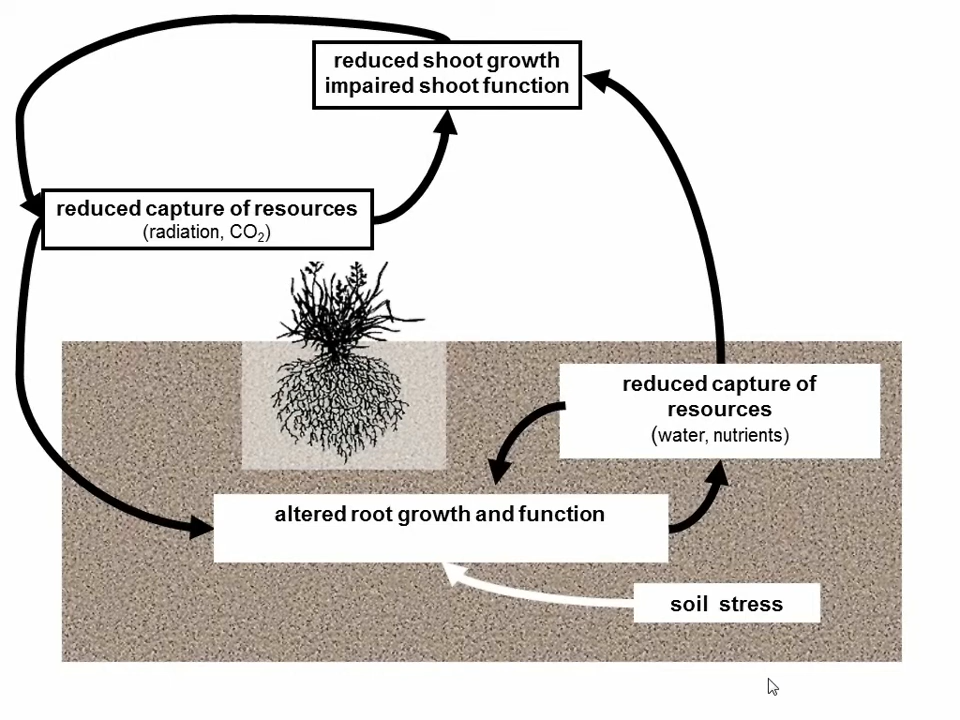 reduced shoot growth
impaired shoot function
reduced capture of resources
(radiation, CO₂)
reduced capture of
resources
(water, nutrients)
altered root growth and function
soil stress